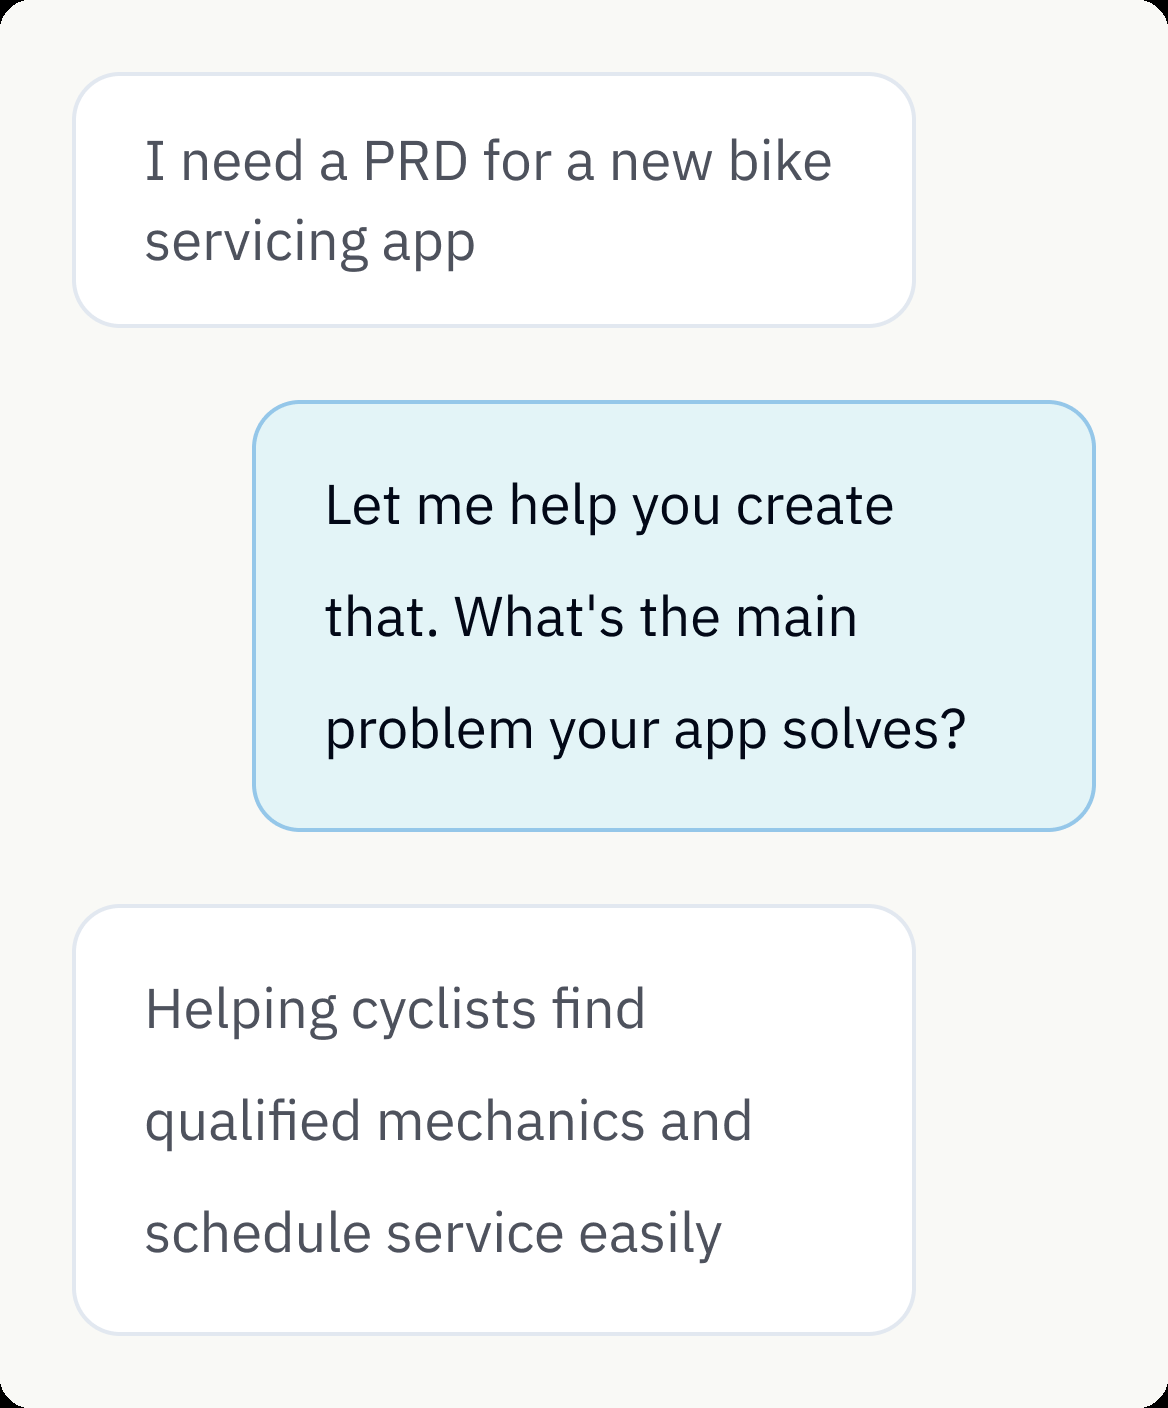 I need a PRD for a new bike
servicing app
Let me help you create
that. What's the main
problem your app solves?
Helping cyclists find
qualified mechanics and
schedule service easily